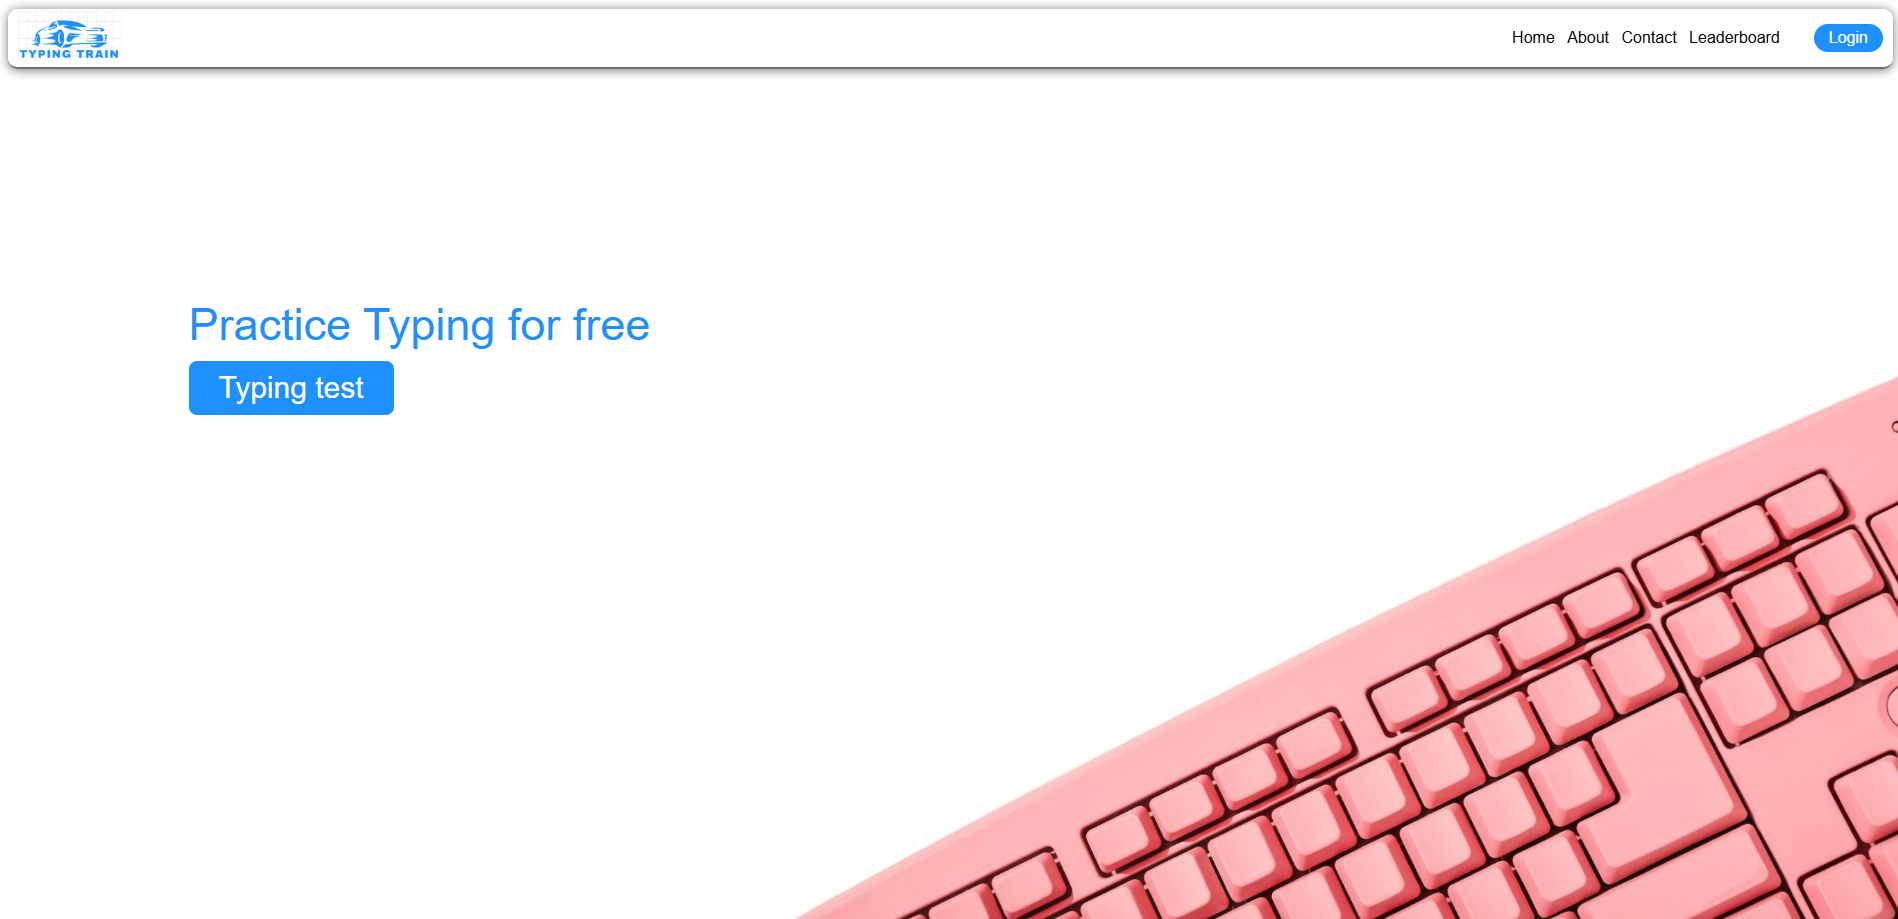 TYPING TRAIN
Home About Contact Leaderboard Login
Practice Typing for free
Typing test